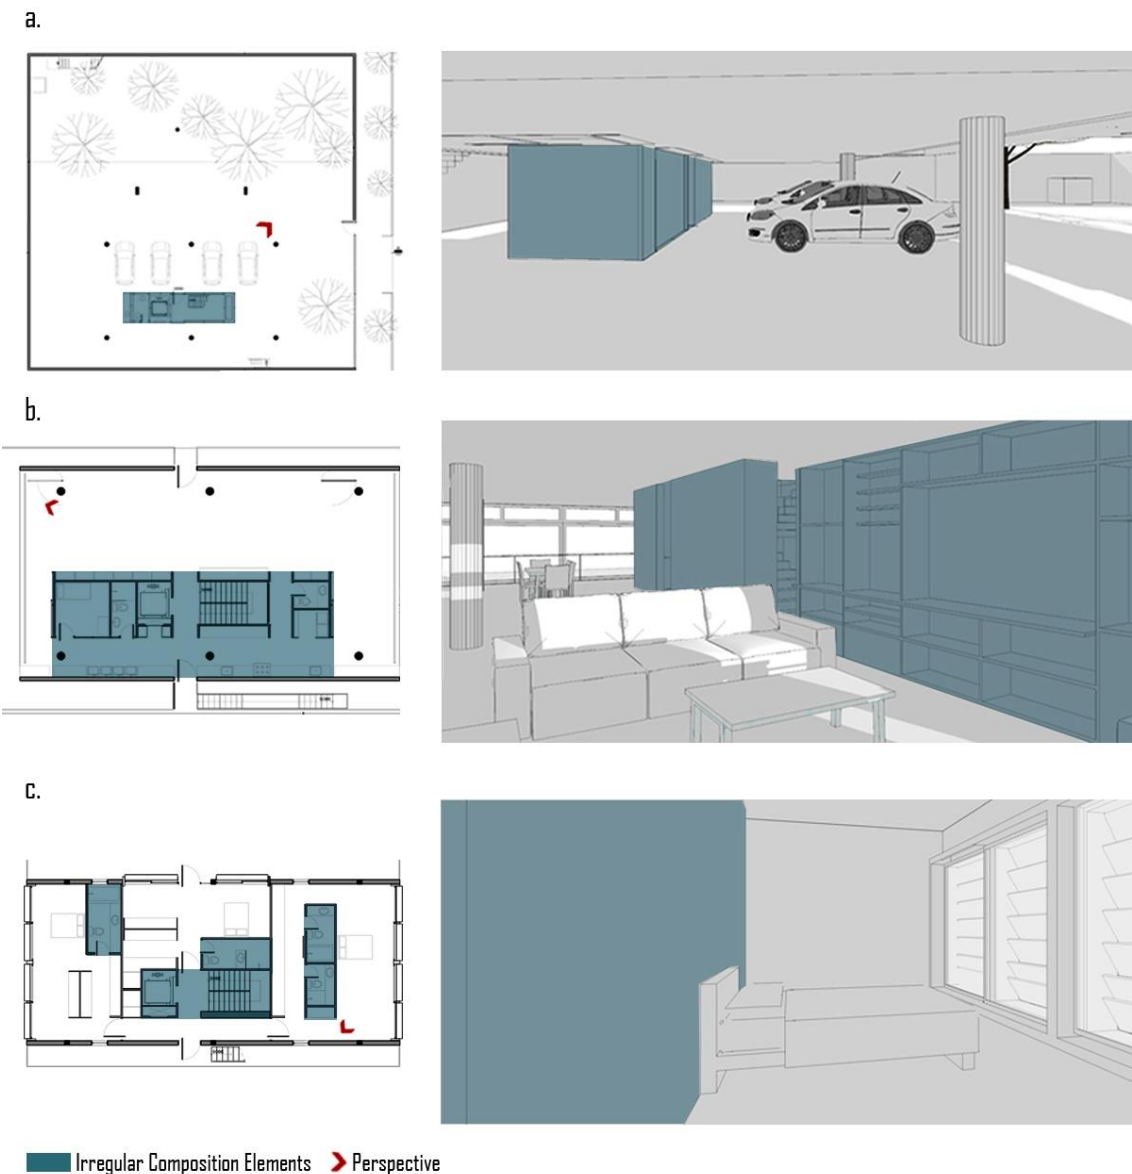 a.
b.
c.
Irregular Composition Elements
Perspective